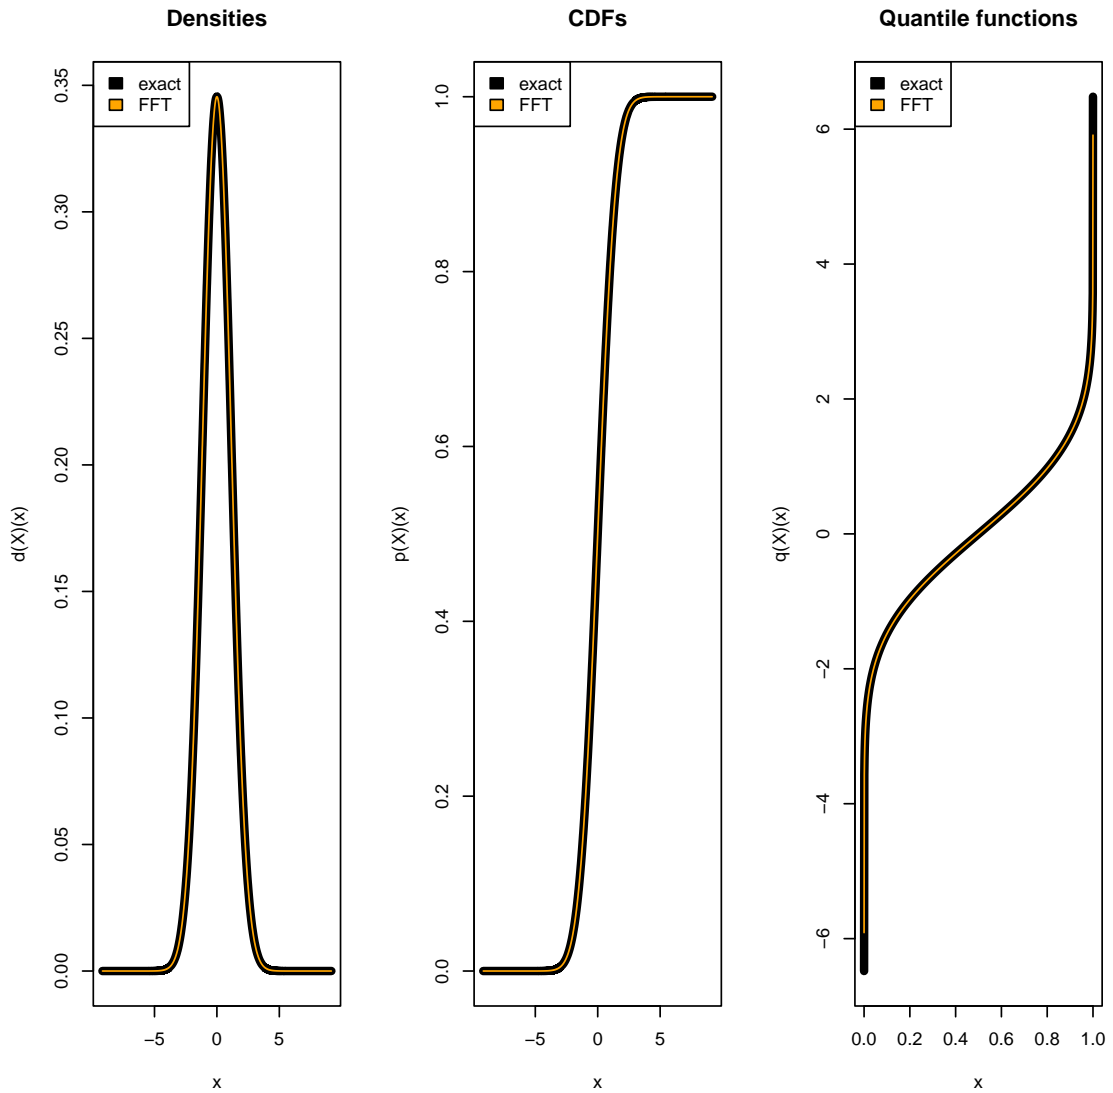 Densities
exact
FFT
0.35
0.30
0.25
0.20
0.15
0.10
0.05
0.00
d(X)(x)
−5 0 5
x
CDFs
exact
FFT
1.0
0.8
0.6
0.4
0.2
0.0
p(X)(x)
−5 0 5
x
Quantile functions
exact
FFT
6
4
2
0
−2
−4
−6
q(X)(x)
0.0 0.2 0.4 0.6 0.8 1.0
x